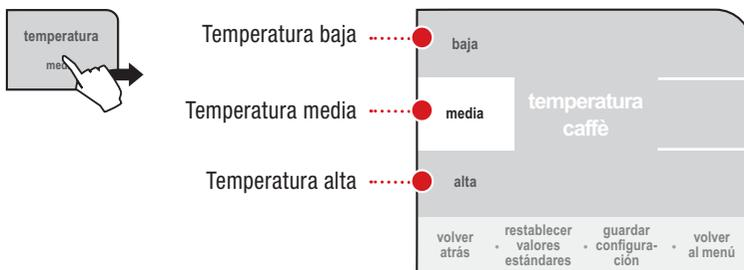 temperatura
med
Temperatura baja
Temperatura media
Temperatura alta
baja
media
alta
temperatura
caffè
volver
atrás
•
restablecer
valores
estándares
•
guardar
configura-
ción
•
volver
al menú